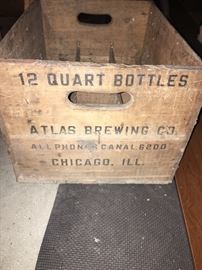 12 QUART BOTTLES
ATLAS BREWING CO.
ALL PHONES CANAL 6200
CHICAGO, ILL.